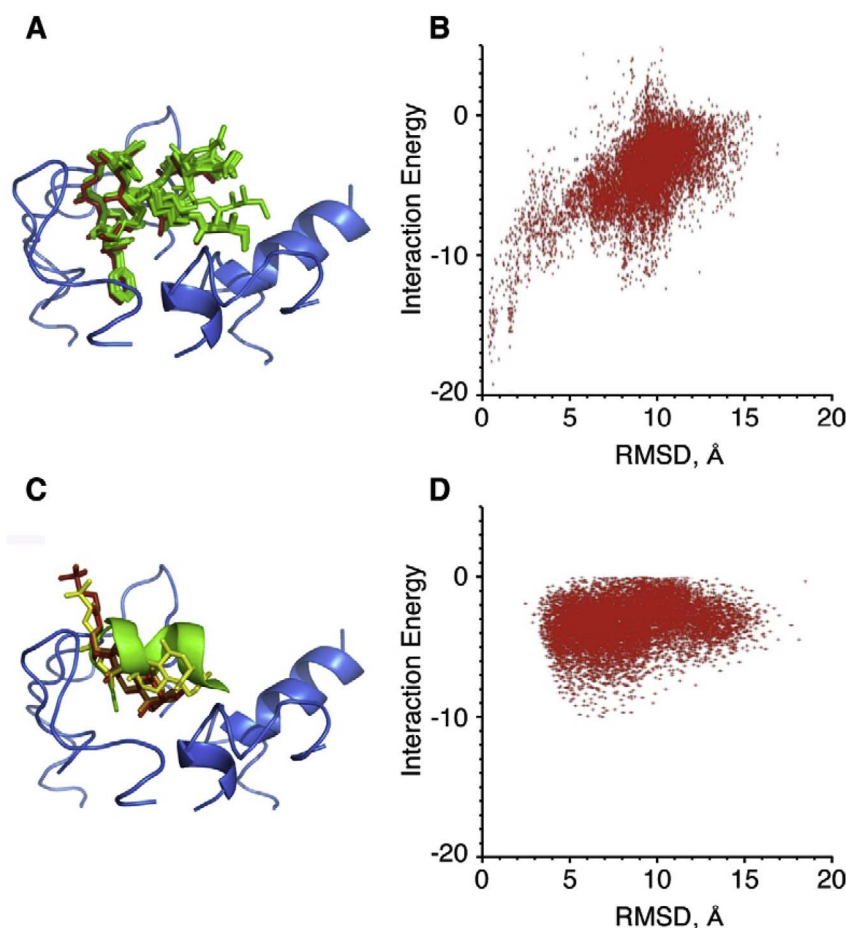 A
B
Interaction Energy
0
-10
-20
0 5 10 15 20
RMSD, Å
C
D
Interaction Energy
0
-10
-20
0 5 10 15 20
RMSD, Å